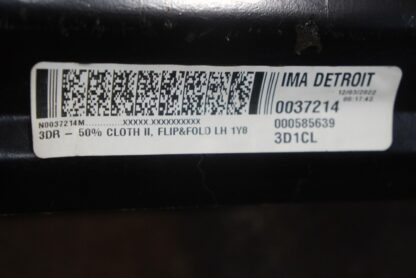 IMA DETROIT
12/03/2022
06:17:43
0037214
000585639
3D1CL
N0037214M............XXXXX.XXXXXXXXXX
3DR - 50% CLOTH II, FLIP&FOLD LH 1Y8